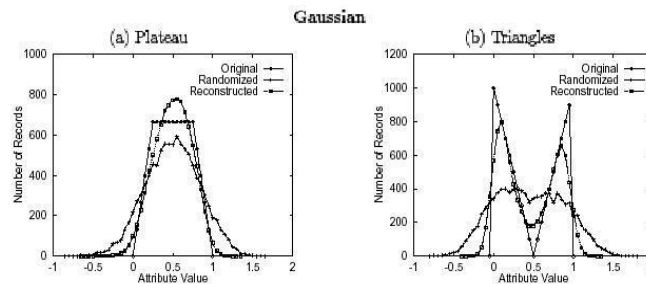 Gaussian
(a) Plateau
(b) Triangles
1000
800
600
400
200
0
Number of Records
Original
Randomized
Reconstructed
-1 -0.5 0 0.5 1 1.5 2
Attribute Value
1200
1000
800
600
400
200
0
Number of Records
Original
Randomized
Reconstructed
-1 -0.5 0 0.5 1 1.5
Attribute Value